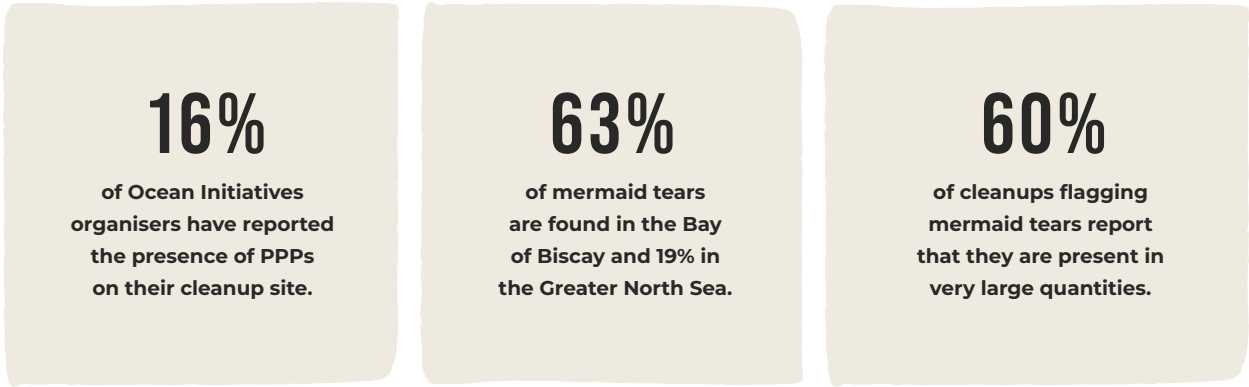 16%
of Ocean Initiatives
organisers have reported
the presence of PPPs
on their cleanup site.
63%
of mermaid tears
are found in the Bay
of Biscay and 19% in
the Greater North Sea.
60%
of cleanups flagging
mermaid tears report
that they are present in
very large quantities.